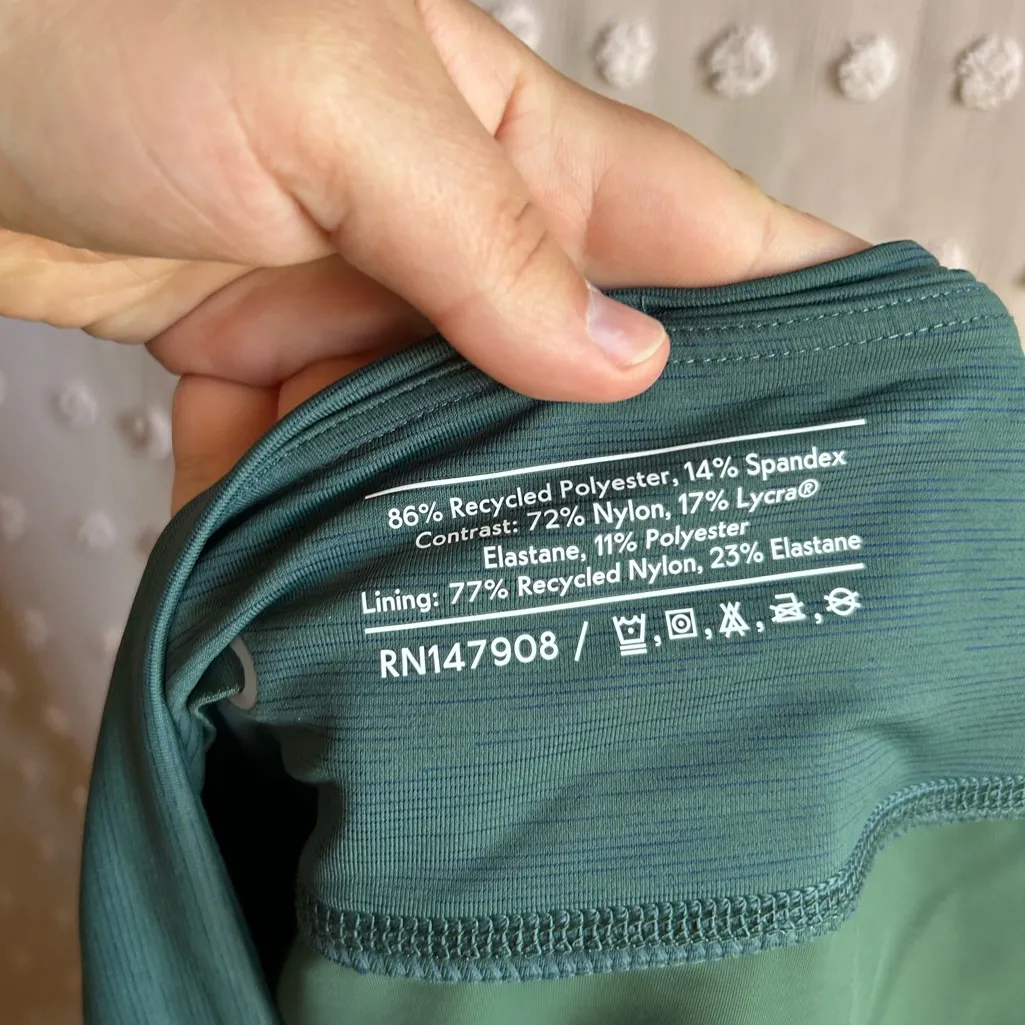 86% Recycled Polyester, 14% Spandex
Contrast: 72% Nylon, 17% Lycra®
Elastane, 11% Polyester
Lining: 77% Recycled Nylon, 23% Elastane
RN147908 /